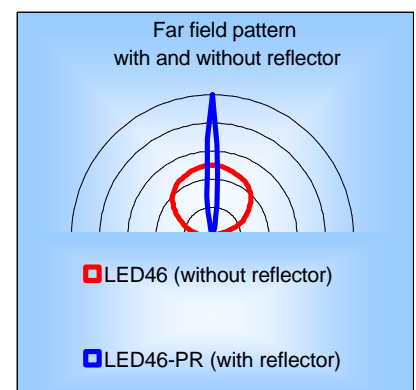 Far field pattern
with and without reflector
LED46 (without reflector)
LED46-PR (with reflector)